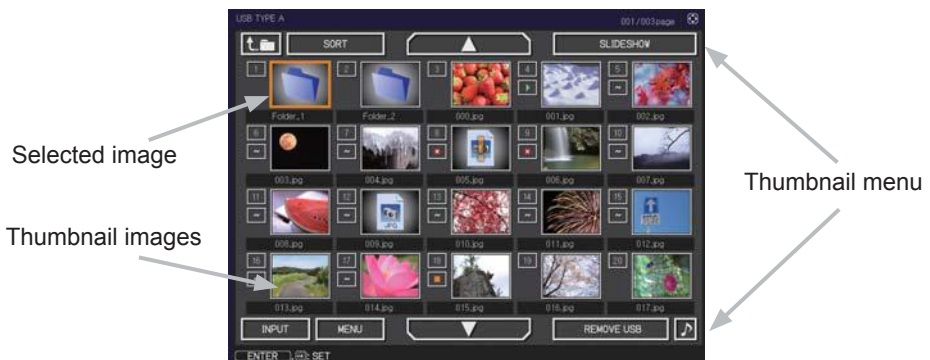 USB TYPE A 001/003page
SORT SLIDESHOW
1 2 3 4 5
Folder_1 Folder_2 000.jpg 001.jpg 002.jpg
6 7 8 9 10
003.jpg 004.jpg 005.jpg 006.jpg 007.jpg
Selected image
Thumbnail menu
11 12 13 14 15
JPG
008.jpg 009.jpg 010.jpg 011.jpg 012.jpg
Thumbnail images
16 17 18 19 20
013.jpg 014.jpg 015.jpg 016.jpg 017.jpg
INPUT MENU REMOVE USB
ENTER , : SET